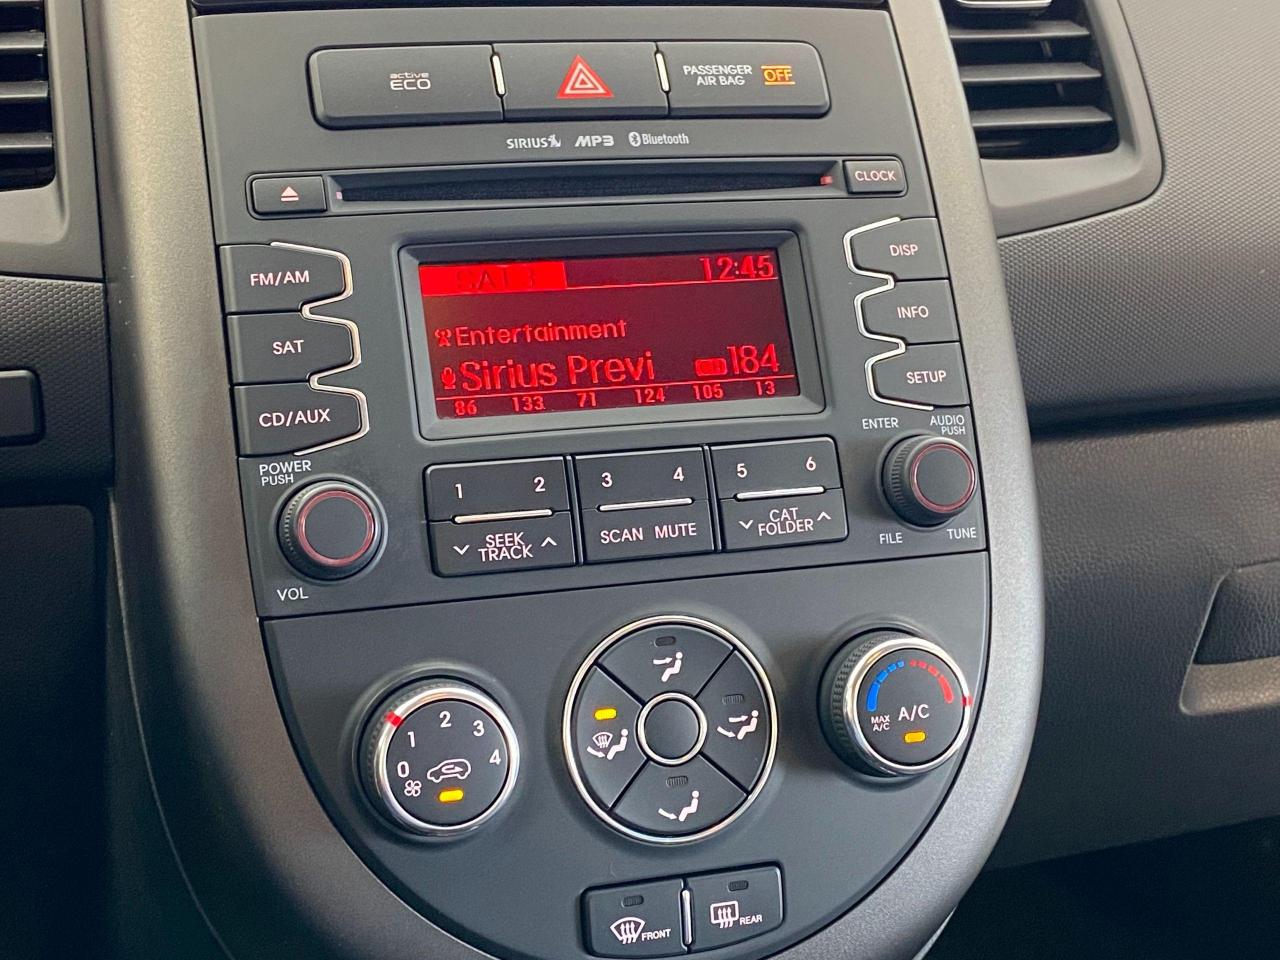 active
ECO
PASSENGER
AIR BAG
OFF
SIRIUS MP3 Bluetooth
CLOCK
FM/AM
SAT
CD/AUX
SAT 3
12:45
Entertainment
Sirius Previ
184
86 133 71 124 105 13
DISP
INFO
SETUP
POWER
PUSH
VOL
ENTER
AUDIO
PUSH
FILE
TUNE
1 2
SEEK
TRACK
3 4
SCAN MUTE
5 6
CAT
FOLDER
0 1 2 3 4
MAX
A/C
A/C
FRONT
REAR